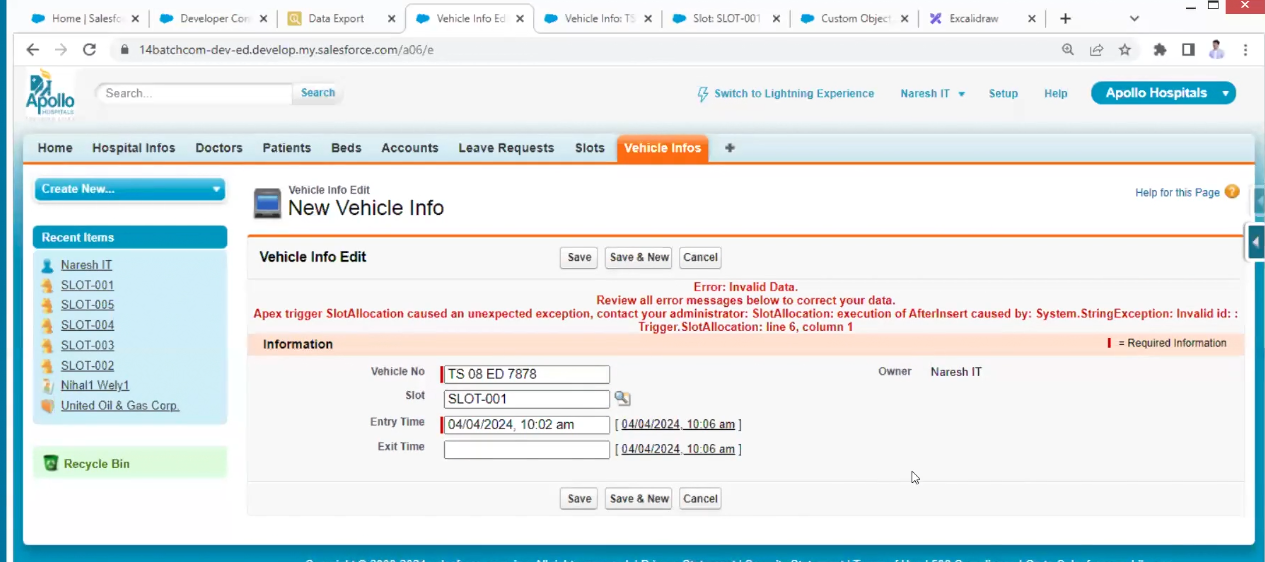 Home | Salesfo
Developer Con
Data Export
Vehicle Info Ed
Vehicle Info: TS
Slot: SLOT-001
Custom Object
Excalidraw
14batchcom-dev-ed.develop.my.salesforce.com/a06/e
Apollo
HOSPITALS
Search...
Search
Switch to Lightning Experience
Naresh IT
Setup
Help
Apollo Hospitals
Home
Hospital Infos
Doctors
Patients
Beds
Accounts
Leave Requests
Slots
Vehicle Infos
Create New...
Recent Items
Naresh IT
SLOT-001
SLOT-005
SLOT-004
SLOT-003
SLOT-002
Nihal1 Wely1
United Oil & Gas Corp.
Recycle Bin
Vehicle Info Edit
New Vehicle Info
Help for this Page
Vehicle Info Edit
Save
Save & New
Cancel
Error: Invalid Data.
Review all error messages below to correct your data.
Apex trigger SlotAllocation caused an unexpected exception, contact your administrator: SlotAllocation: execution of AfterInsert caused by: System.StringException: Invalid id: :
Trigger.SlotAllocation: line 6, column 1
Information
= Required Information
Vehicle No TS 08 ED 7878
Owner Naresh IT
Slot SLOT-001
Entry Time 04/04/2024, 10:02 am [ 04/04/2024, 10:06 am ]
Exit Time [ 04/04/2024, 10:06 am ]
Save
Save & New
Cancel